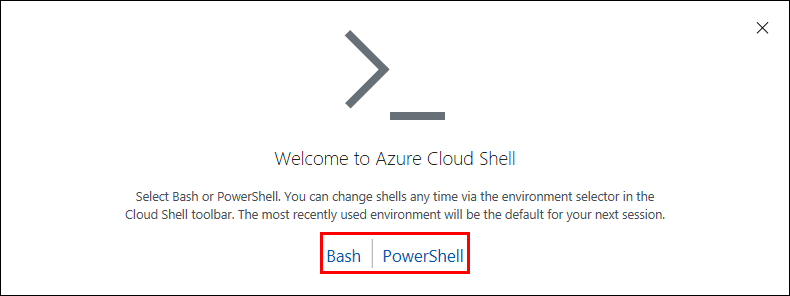 Welcome to Azure Cloud Shell
Select Bash or PowerShell. You can change shells any time via the environment selector in the
Cloud Shell toolbar. The most recently used environment will be the default for your next session.
Bash | PowerShell